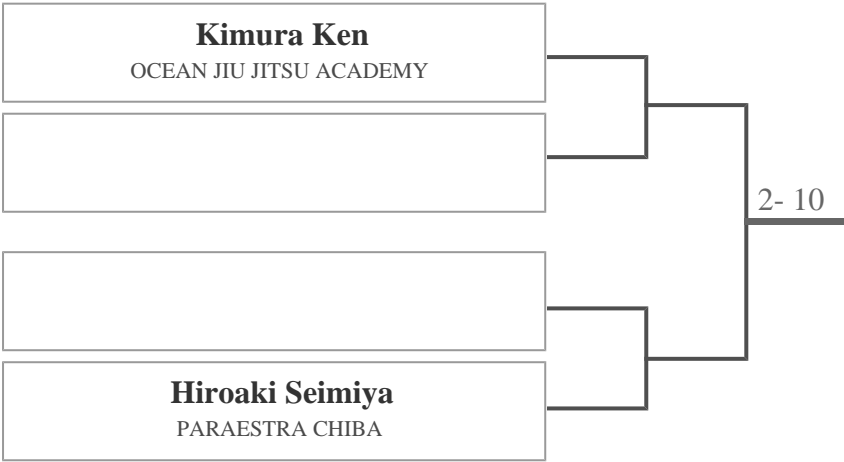 Kimura Ken
OCEAN JIU JITSU ACADEMY
2- 10
Hiroaki Seimiya
PARAESTRA CHIBA